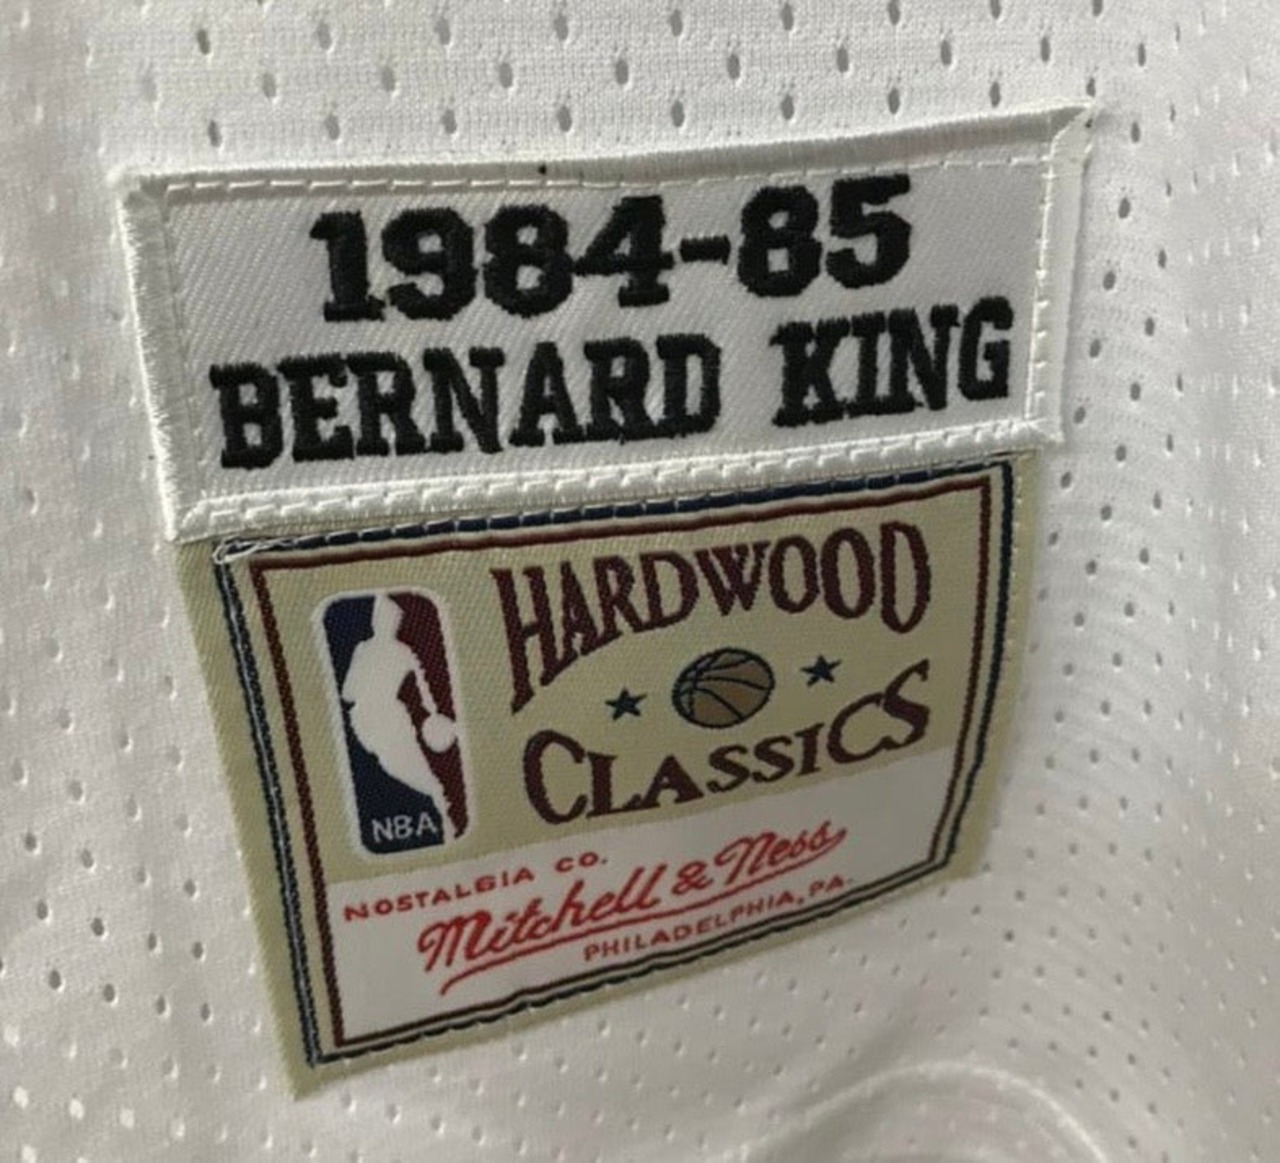 1984-85
BERNARD KING
HARDWOOD
CLASSICS
NBA
NOSTALGIA CO.
Mitchell & Ness
PHILADELPHIA, PA.